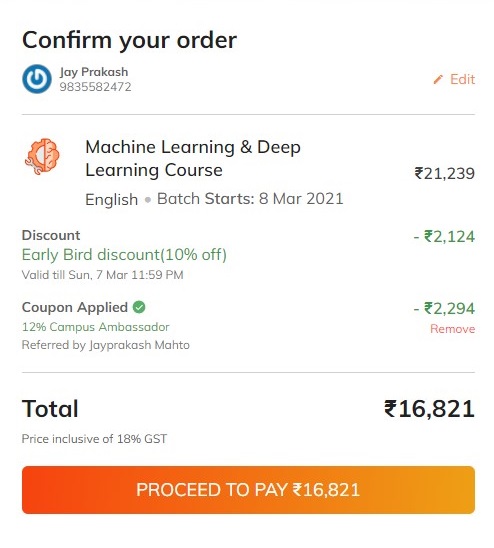 Confirm your order
Jay Prakash
9835582472
Edit
Machine Learning & Deep
Learning Course
₹21,239
English • Batch Starts: 8 Mar 2021
Discount
- ₹2,124
Early Bird discount(10% off)
Valid till Sun, 7 Mar 11:59 PM
Coupon Applied
- ₹2,294
12% Campus Ambassador
Remove
Referred by Jayprakash Mahto
Total
₹16,821
Price inclusive of 18% GST
PROCEED TO PAY ₹16,821